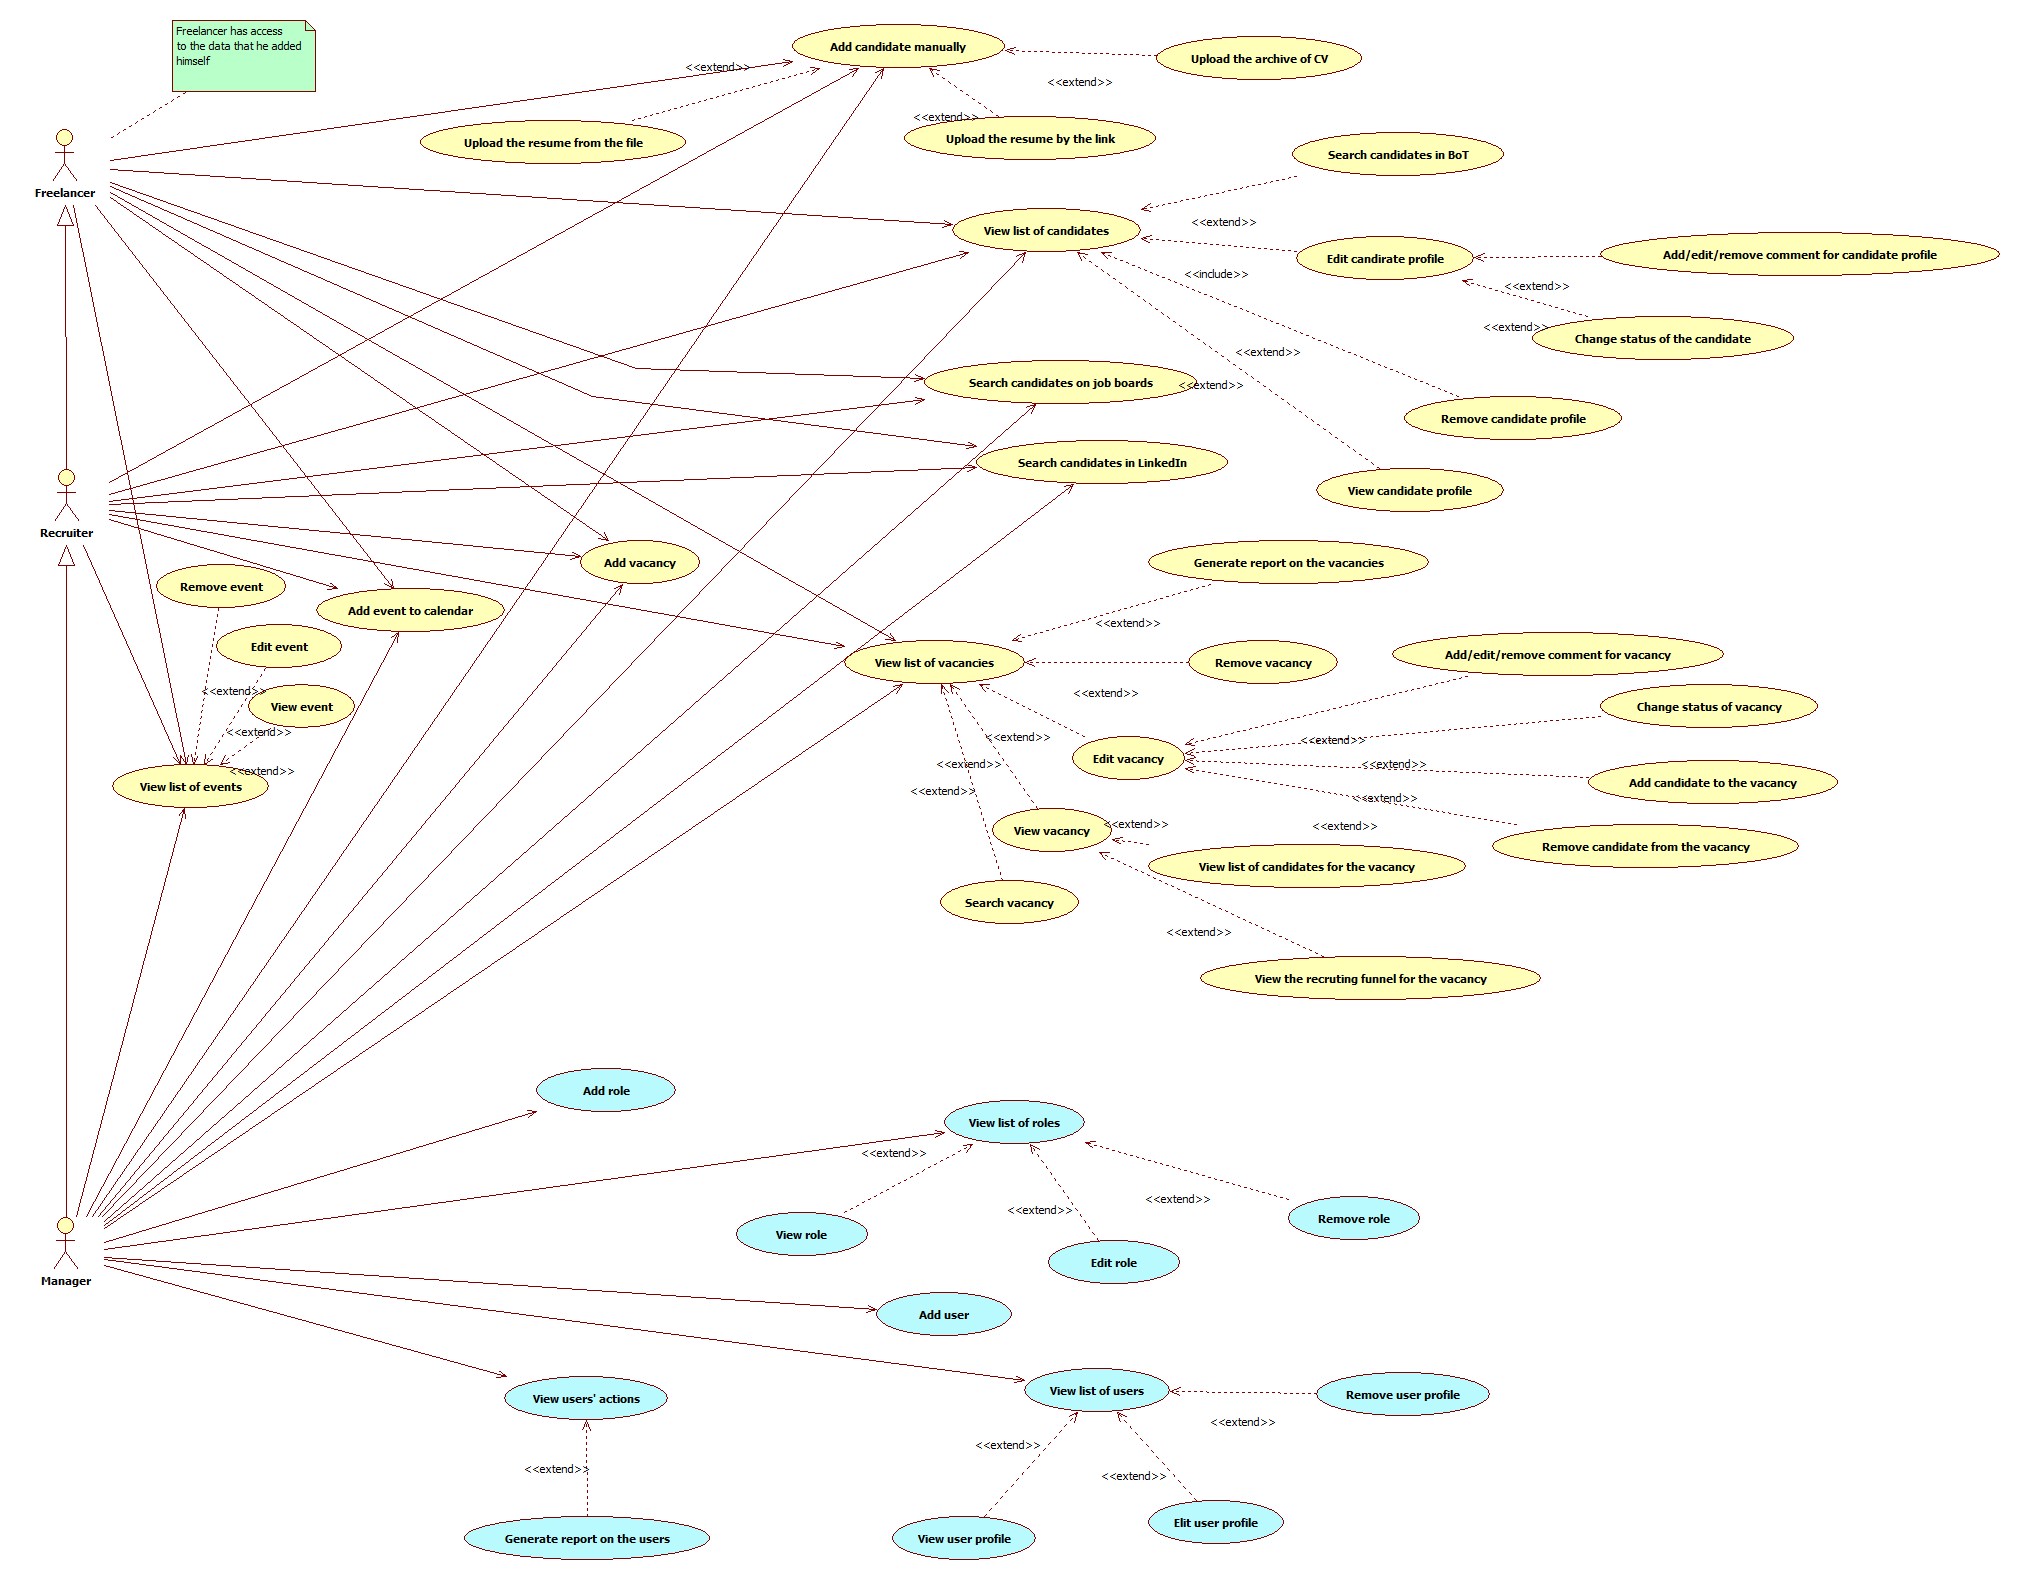 Freelancer has access
to the data that he added
himself
Add candidate manually
Upload the archive of CV
<<extend>>
<<extend>>
<<extend>>
Upload the resume from the file
Upload the resume by the link
Freelancer
Search candidates in BoT
View list of candidates
<<extend>>
Edit candirate profile
Add/edit/remove comment for candidate profile
<<include>>
<<extend>>
<<extend>>
Change status of the candidate
<<extend>>
Search candidates on job boards
<<extend>>
Remove candidate profile
Search candidates in LinkedIn
View candidate profile
Recruiter
Add vacancy
Generate report on the vacancies
Remove event
Add event to calendar
<<extend>>
Edit event
View list of vacancies
Remove vacancy
Add/edit/remove comment for vacancy
<<extend>>
<<extend>>
View event
Change status of vacancy
<<extend>>
<<extend>>
<<extend>>
Edit vacancy
<<extend>>
<<extend>>
<<extend>>
View list of events
Add candidate to the vacancy
<<extend>>
<<extend>>
View vacancy
<<extend>>
<<extend>>
Remove candidate from the vacancy
View list of candidates for the vacancy
Search vacancy
<<extend>>
View the recruting funnel for the vacancy
Add role
View list of roles
<<extend>>
<<extend>>
<<extend>>
View role
Edit role
Remove role
Manager
Add user
View users' actions
View list of users
Remove user profile
<<extend>>
<<extend>>
<<extend>>
<<extend>>
Generate report on the users
View user profile
Elit user profile